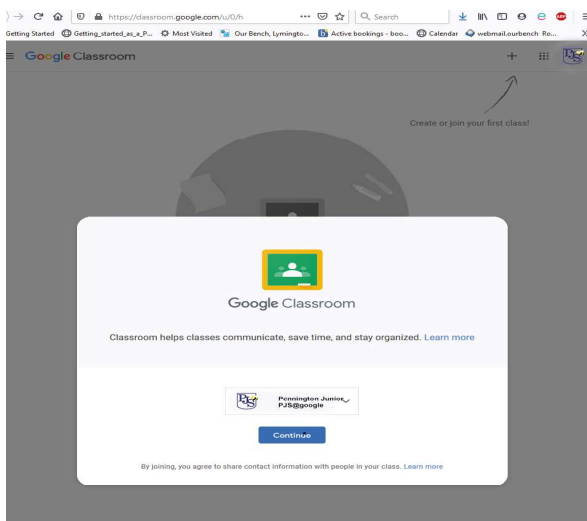 https://classroom.google.com/u/0/h ••• Search
Getting Started Getting_started_as_a_P... Most Visited Our Bench, Lymingto... Active bookings - boo... Calendar webmail.ourbench Ro...
Google Classroom
PJS
Create or join your first class!
Google Classroom
Classroom helps classes communicate, save time, and stay organized. Learn more
PJS Pennington Junior
PJS@google
Continue
By joining, you agree to share contact information with people in your class. Learn more